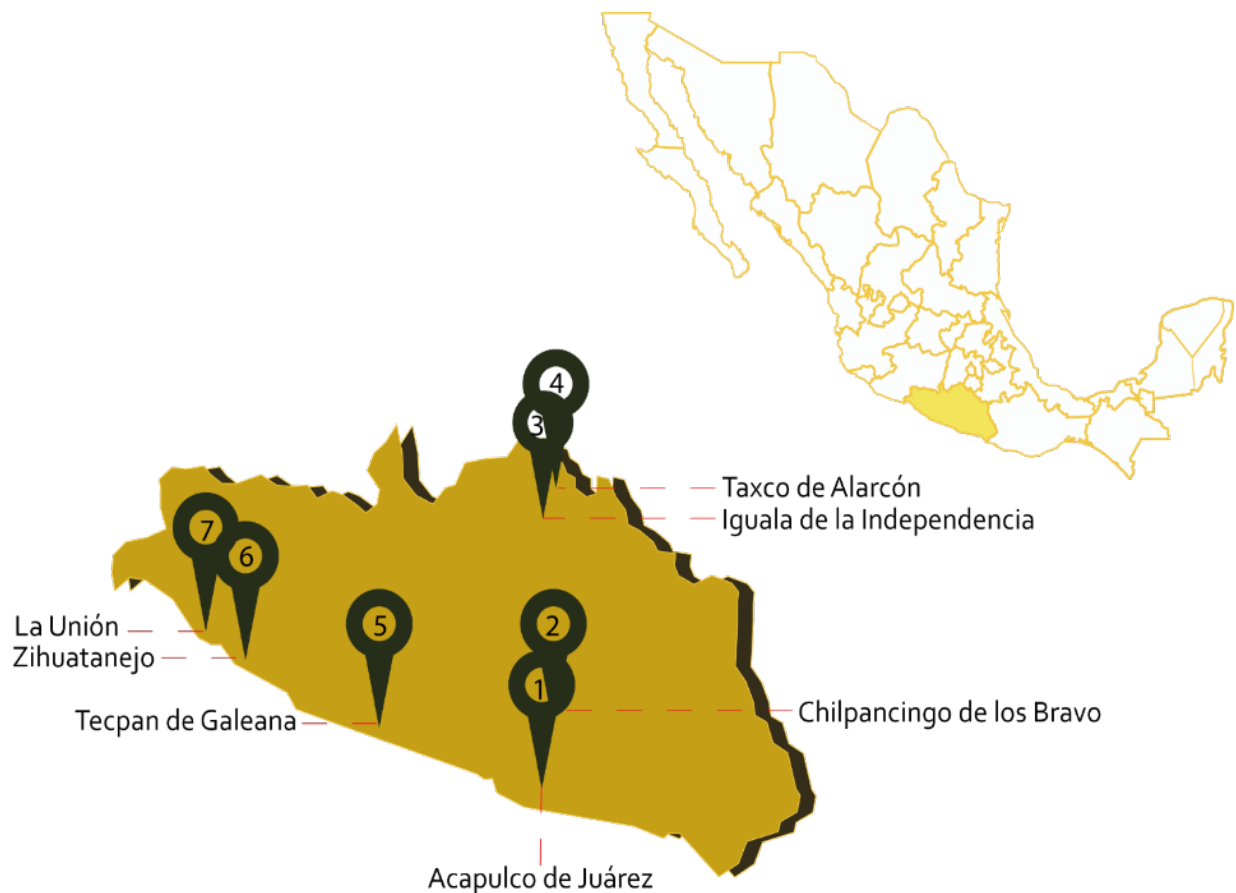 4
3
Taxco de Alarcón
Iguala de la Independencia
7
6
5
2
La Unión
Zihuatanejo
1
Tecpan de Galeana
Chilpancingo de los Bravo
Acapulco de Juárez